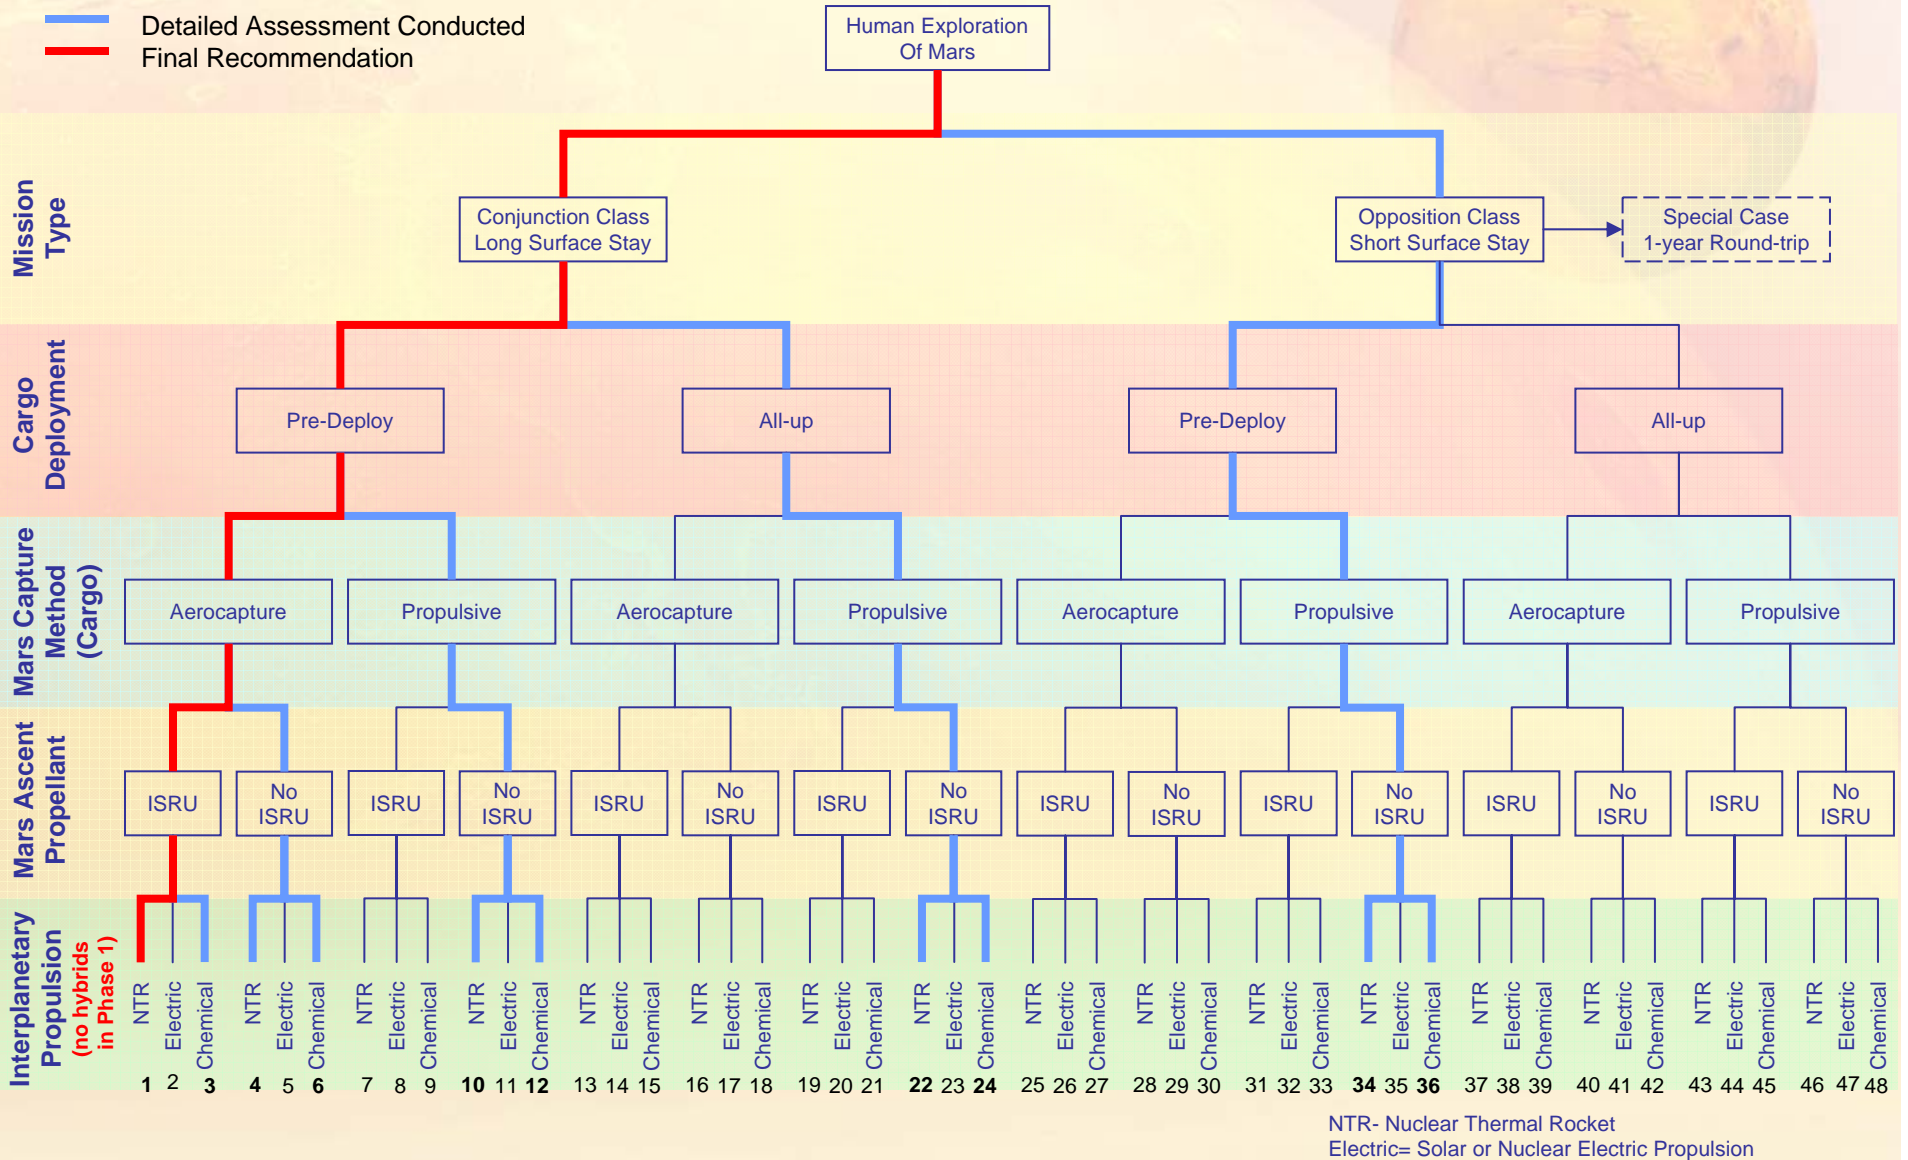 Detailed Assessment Conducted
Final Recommendation
Human Exploration
Of Mars
Mission
Type
Conjunction Class
Long Surface Stay
Opposition Class
Short Surface Stay
Special Case
1-year Round-trip
Cargo
Deployment
Pre-Deploy
All-up
Pre-Deploy
All-up
Mars Capture
Method
(Cargo)
Aerocapture
Propulsive
Aerocapture
Propulsive
Aerocapture
Propulsive
Aerocapture
Propulsive
Mars Ascent
Propellant
ISRU
No
ISRU
ISRU
No
ISRU
ISRU
No
ISRU
ISRU
No
ISRU
ISRU
No
ISRU
ISRU
No
ISRU
ISRU
No
ISRU
ISRU
No
ISRU
Interplanetary
Propulsion
(no hybrids
in Phase 1)
NTR Electric Chemical NTR Electric Chemical NTR Electric Chemical NTR Electric Chemical NTR Electric Chemical NTR Electric Chemical NTR Electric Chemical NTR Electric Chemical NTR Electric Chemical NTR Electric Chemical NTR Electric Chemical NTR Electric Chemical NTR Electric Chemical NTR Electric Chemical NTR Electric Chemical NTR Electric Chemical
1 2 3 4 5 6 7 8 9 10 11 12 13 14 15 16 17 18 19 20 21 22 23 24 25 26 27 28 29 30 31 32 33 34 35 36 37 38 39 40 41 42 43 44 45 46 47 48
NTR- Nuclear Thermal Rocket
Electric= Solar or Nuclear Electric Propulsion